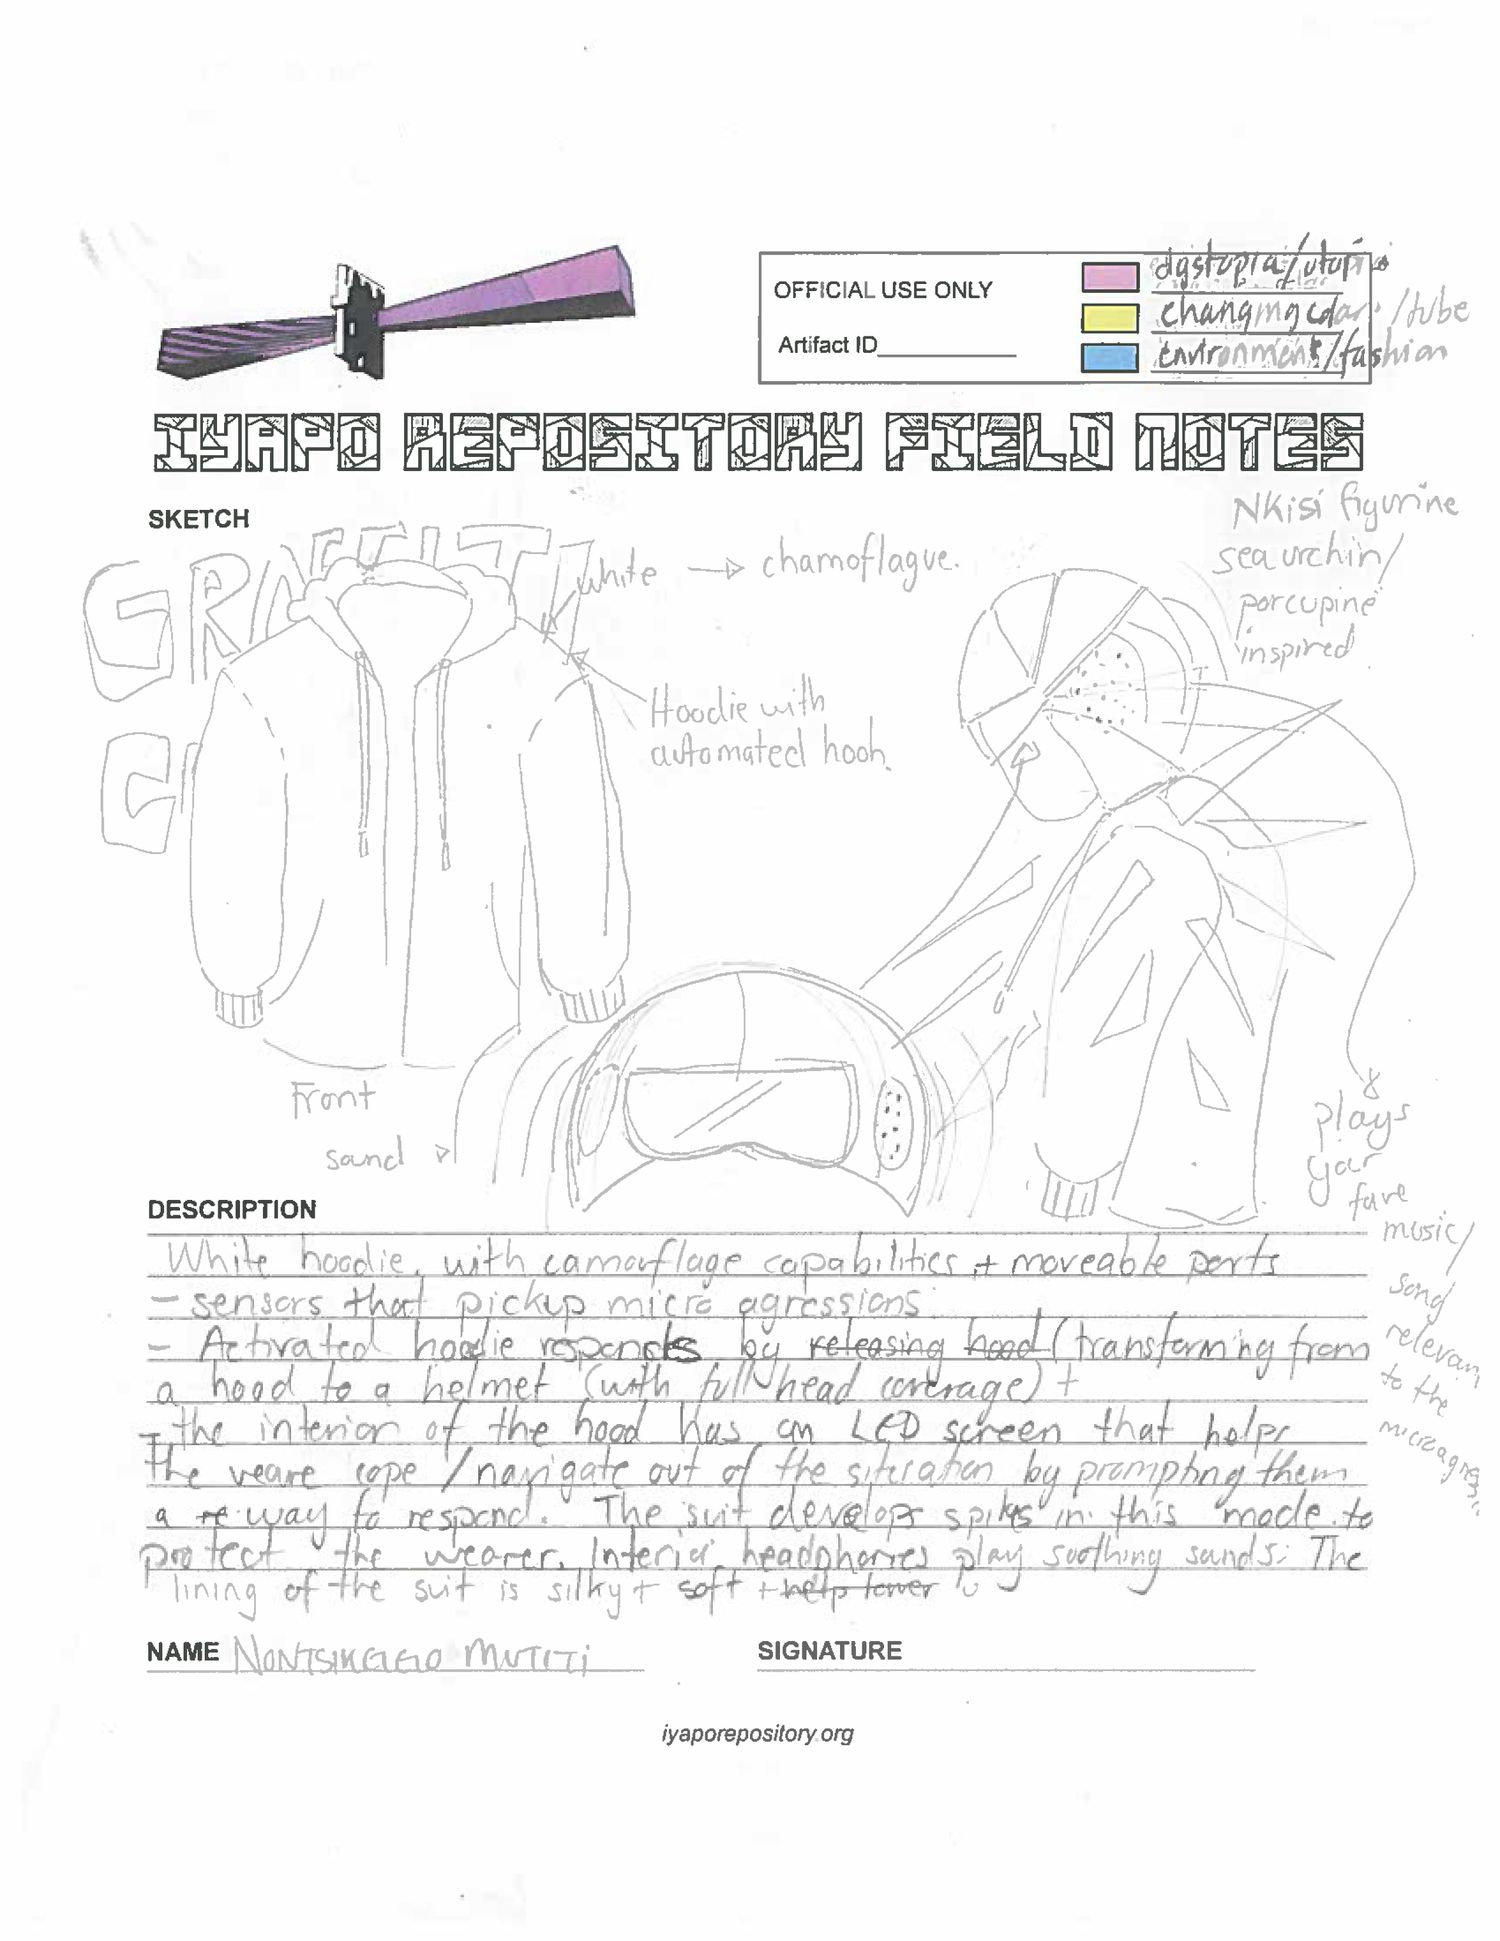 OFFICIAL USE ONLY
Artifact ID
dystopia/utopia
changing color /tube
environment/fashion
IYAPO REPOSITORY FIELD NOTES
SKETCH
GRAFFITI
white → chamoflague.
Hoodie with
automated hooh.
NKisi figurine
sea urchin/
porcupine
inspired
Front
sound
plays
your
fave
music/
song
relevan
to the
microagres
DESCRIPTION
White hoodie, with camouflage capabilities + moveable parts
- sensors that pickup micro agressions
- Activated hoodie responds by releasing hood (transforming from
a hood to a helmet (with full head coverage) +
- the interior of the hood has an LED screen that helps
the weare cope / navigate out of the situation by prompting them
a re way to respond. The suit develops spikes in this mode to
protect the wearer. Interior headphones play soothing sounds. The
lining of the suit is silky + soft + help lower
NAME NONTSIKELELO MUTITI
SIGNATURE
iyaporepository.org